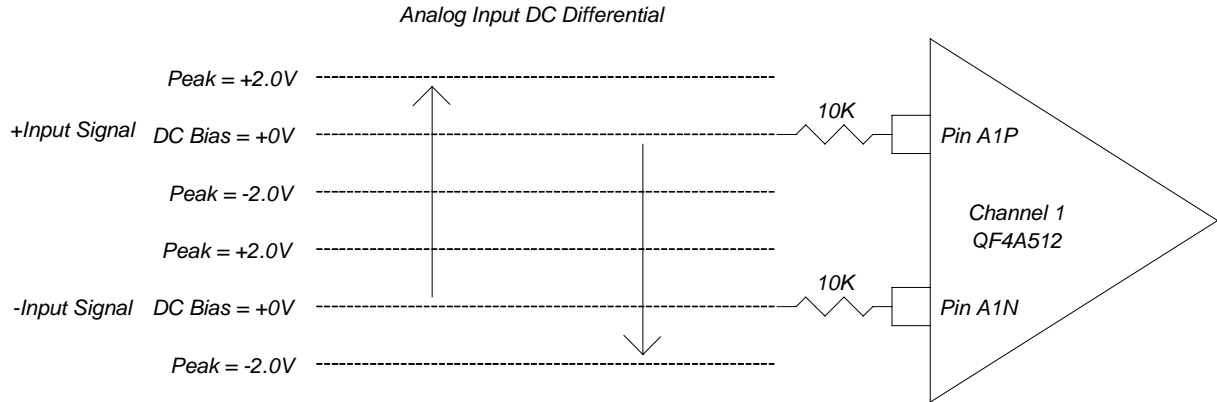 Analog Input DC Differential
Peak = +2.0V
+Input Signal DC Bias = +0V
Peak = -2.0V
Peak = +2.0V
-Input Signal DC Bias = +0V
Peak = -2.0V
10K
Pin A1P
Channel 1
QF4A512
10K
Pin A1N